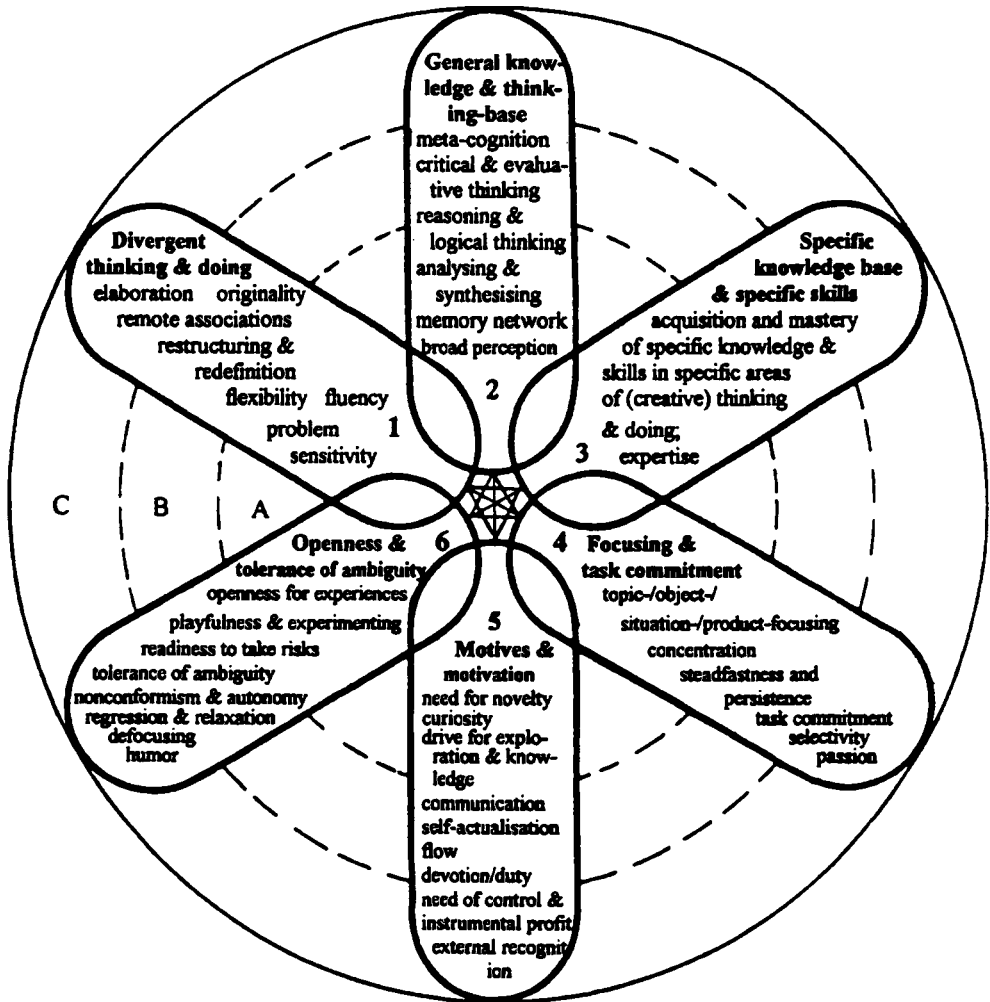 General know-
ledge & think-
ing-base
meta-cognition
critical & evalua-
tive thinking
reasoning &
logical thinking
analysing &
synthesising
memory network
broad perception
2
Divergent
thinking & doing
elaboration originality
remote associations
restructuring &
redefinition
flexibility fluency
problem
sensitivity
1
Specific
knowledge base
& specific skills
acquisition and mastery
of specific knowledge &
skills in specific areas
of (creative) thinking
& doing;
expertise
3
C B A
Openness &
tolerance of ambiguity
openness for experiences
playfulness & experimenting
readiness to take risks
tolerance of ambiguity
nonconformism & autonomy
regression & relaxation
defocusing
humor
6
4
Focusing &
task commitment
topic-/object-/
situation-/product-focusing
concentration
steadfastness and
persistence
task commitment
selectivity
passion
5
Motives &
motivation
need for novelty
curiosity
drive for explo-
ration & know-
ledge
communication
self-actualisation
flow
devotion/duty
need of control &
instrumental profit
external recognit
ion